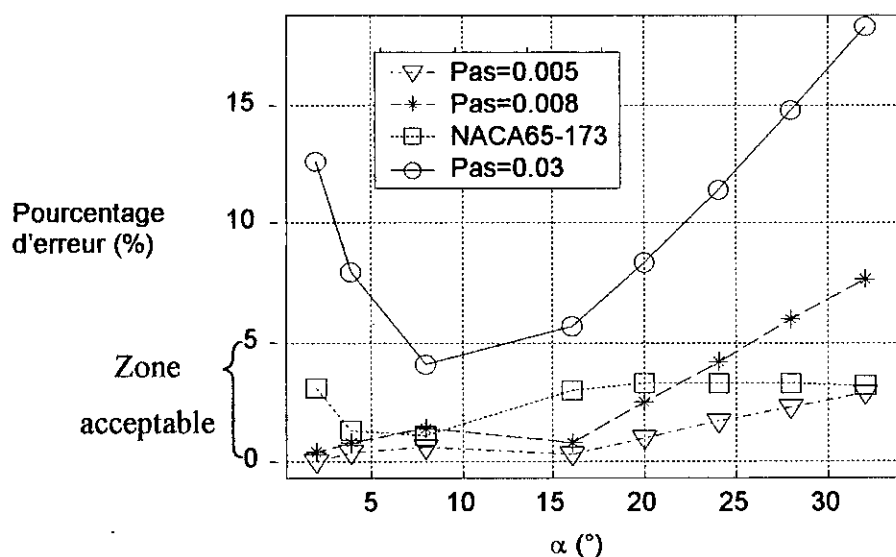 Pas=0.005
Pas=0.008
NACA65-173
Pas=0.03
15
10
5
0
Pourcentage
d'erreur (%)
Zone
acceptable
5 10 15 20 25 30
α (°)